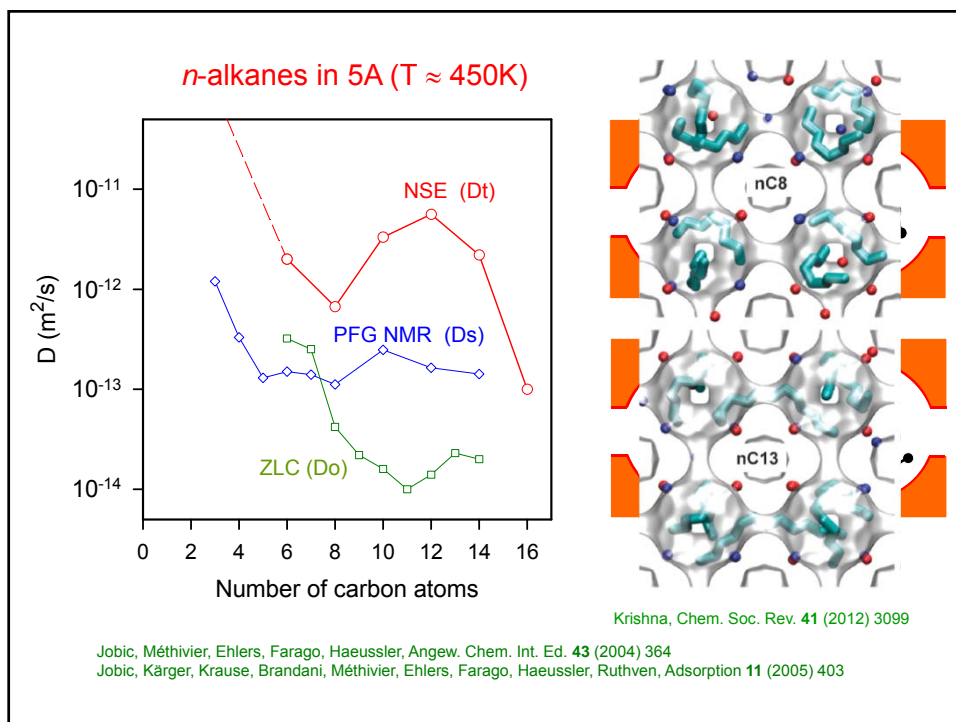 n-alkanes in 5A (T ≈ 450K)
10⁻¹¹
10⁻¹²
10⁻¹³
10⁻¹⁴
D (m²/s)
NSE (Dt)
PFG NMR (Ds)
ZLC (Do)
0 2 4 6 8 10 12 14 16
Number of carbon atoms
nC8
nC13
Krishna, Chem. Soc. Rev. 41 (2012) 3099
Jobic, Méthivier, Ehlers, Farago, Haeussler, Angew. Chem. Int. Ed. 43 (2004) 364
Jobic, Kärger, Krause, Brandani, Méthivier, Ehlers, Farago, Haeussler, Ruthven, Adsorption 11 (2005) 403